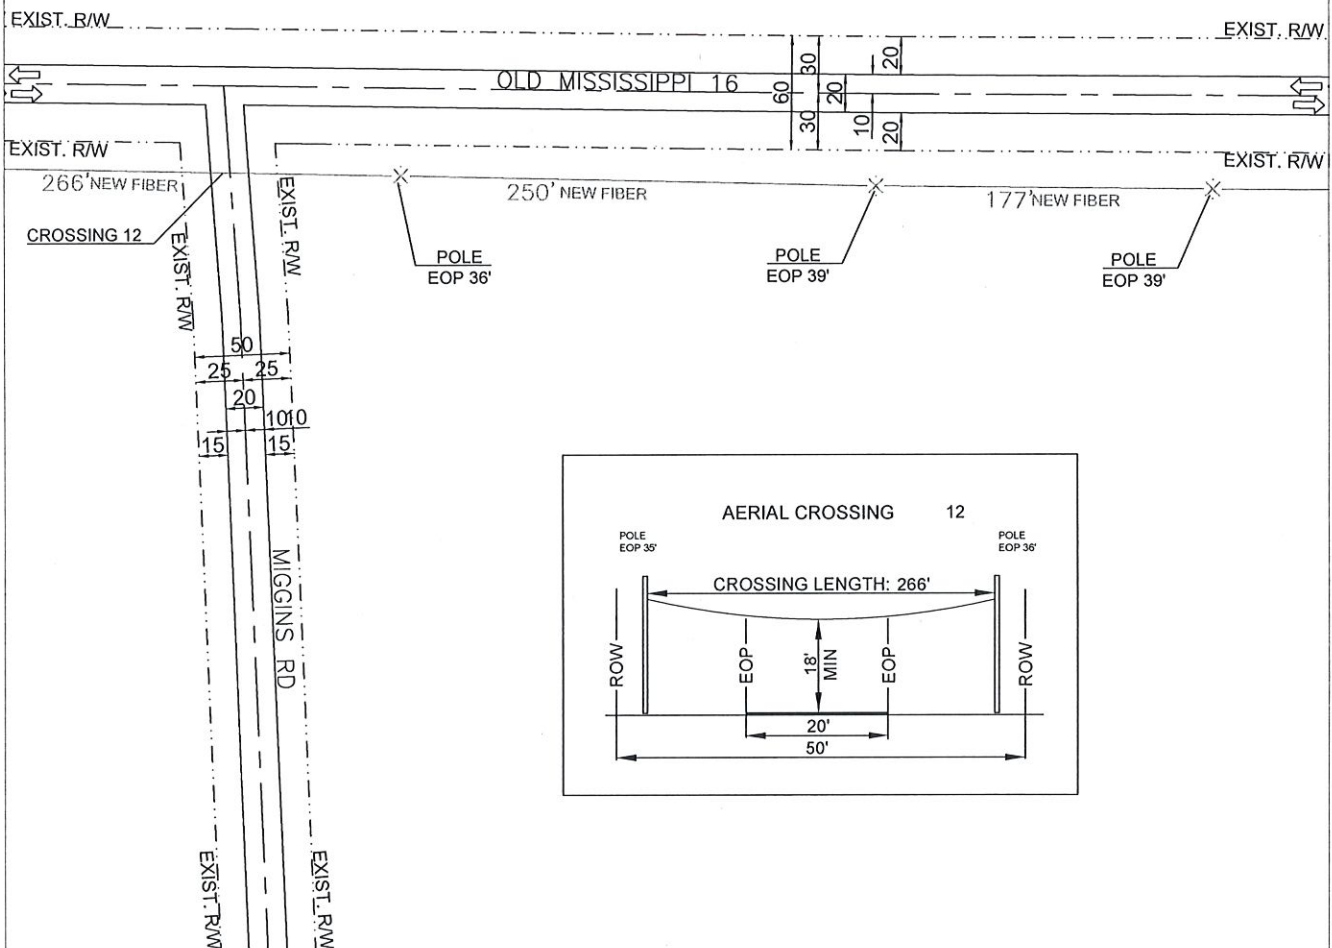 EXIST. R/W
EXIST. R/W
OLD MISSISSIPPI 16
60
30
30
20
10
20
20
EXIST. R/W
EXIST. R/W
266' NEW FIBER
250' NEW FIBER
177' NEW FIBER
CROSSING 12
EXIST. R/W
EXIST. R/W
POLE
EOP 36'
POLE
EOP 39'
POLE
EOP 39'
50
25
25
20
10
10
15
15
MIGGINS RD
AERIAL CROSSING 12
POLE
EOP 35'
POLE
EOP 36'
CROSSING LENGTH: 266'
ROW
EOP
18'
MIN
EOP
ROW
20'
50'
EXIST. R/W
EXIST. R/W